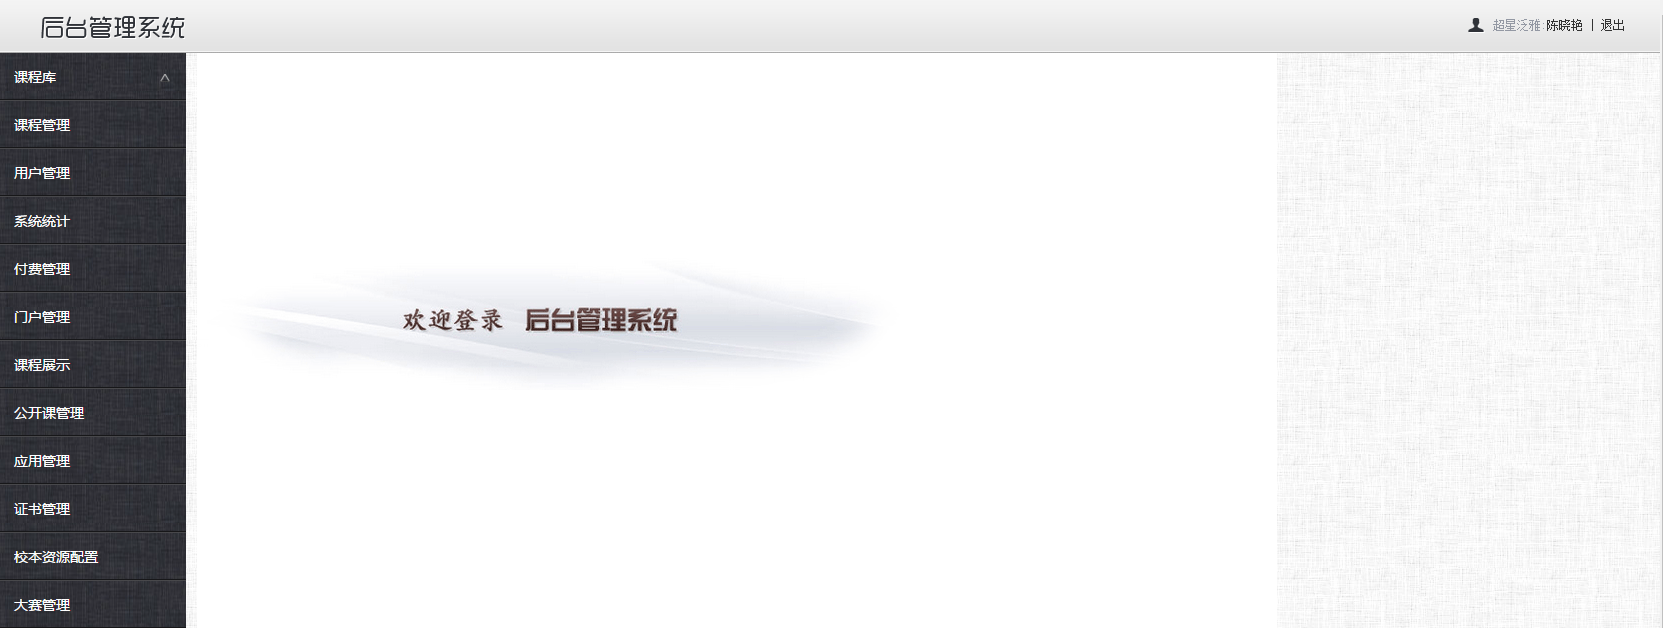 后台管理系统
超星泛雅:陈晓艳 | 退出
课程库
课程管理
用户管理
系统统计
付费管理
门户管理
课程展示
公开课管理
应用管理
证书管理
校本资源配置
大赛管理
欢迎登录 后台管理系统